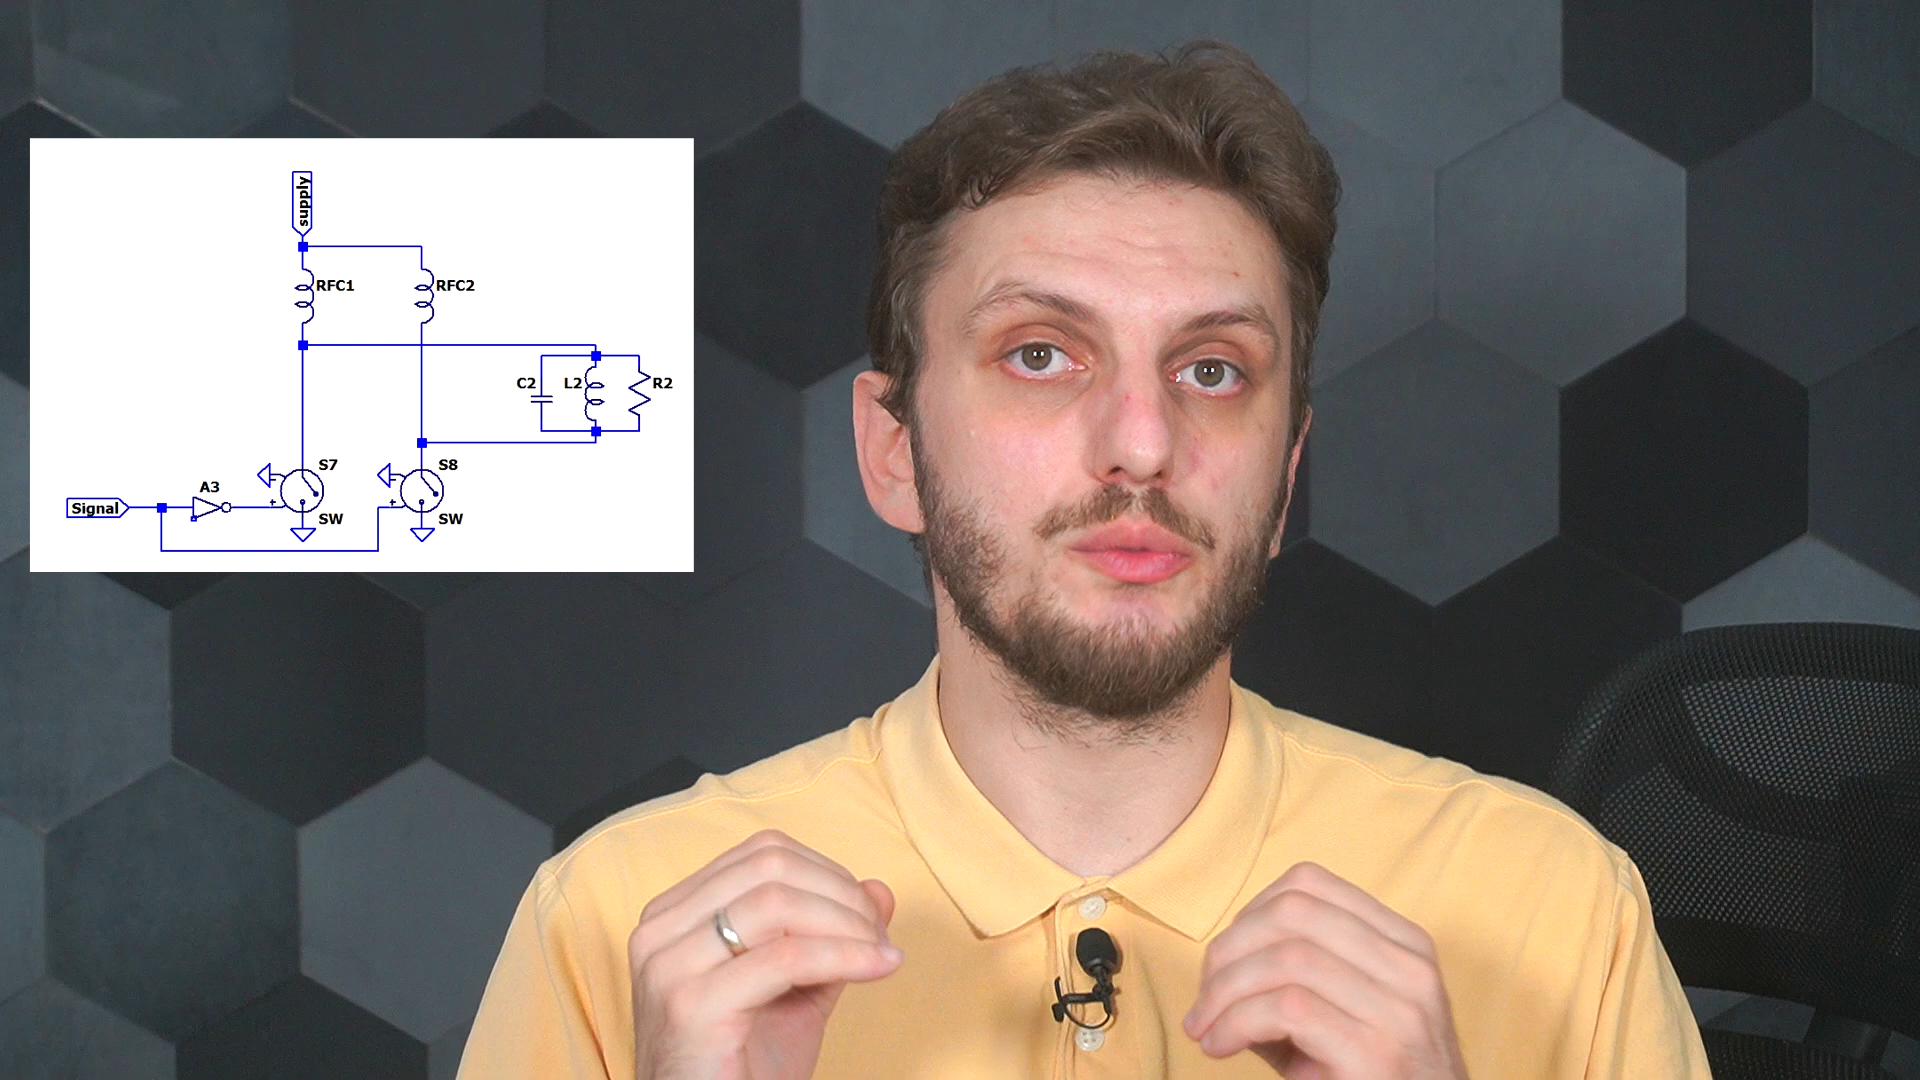 supply
RFC1
RFC2
C2
L2
R2
S7
S8
A3
Signal
+
+
SW
SW